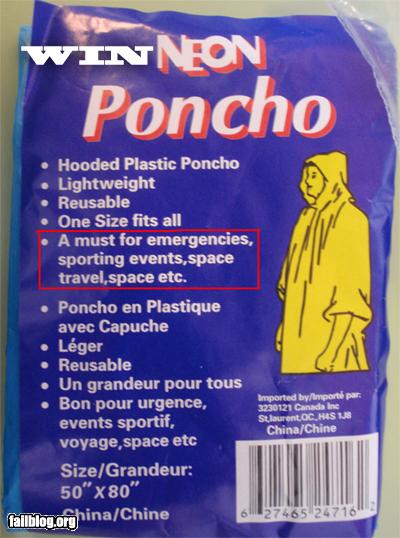 WIN NEON
Poncho
• Hooded Plastic Poncho
• Lightweight
• Reusable
• One Size fits all
• A must for emergencies,
sporting events,space
travel,space etc.
• Poncho en Plastique
avec Capuche
• Léger
• Reusable
• Un grandeur pour tous
• Bon pour urgence,
events sportif,
voyage,space etc
Size/Grandeur:
50" X 80"
China/Chine
Imported by/Importé par:
3230121 Canada Inc
St,laurent,QC.,H4S 1J8
China/Chine
6 27465 24716 2
failblog.org